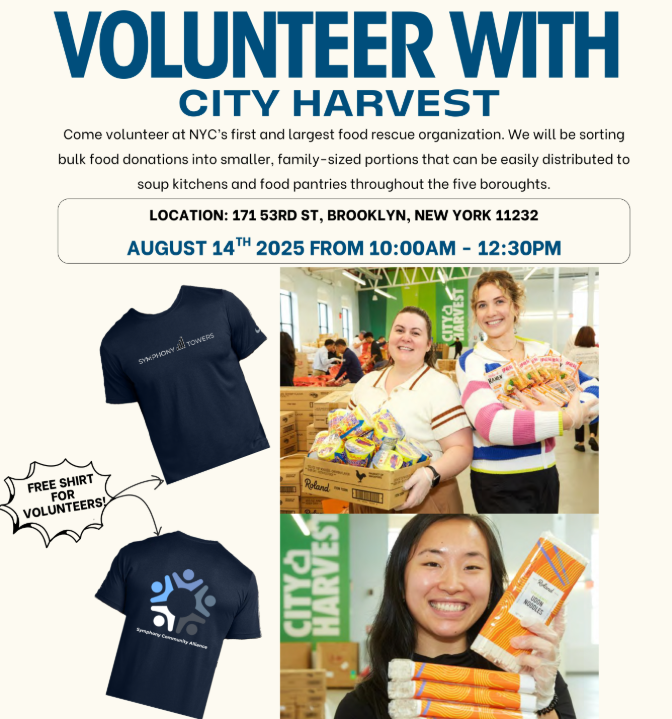 VOLUNTEER WITH
CITY HARVEST
Come volunteer at NYC's first and largest food rescue organization. We will be sorting
bulk food donations into smaller, family-sized portions that can be easily distributed to
soup kitchens and food pantries throughout the five boroughts.
LOCATION: 171 53RD ST, BROOKLYN, NEW YORK 11232
AUGUST 14TH 2025 FROM 10:00AM - 12:30PM
SYMPHONY TOWERS
CITY HARVEST
Roland
FREE SHIRT
FOR
VOLUNTEERS!
Symphony Community Alliance
CITY
HARVEST
Roland
UDON
NOODLES